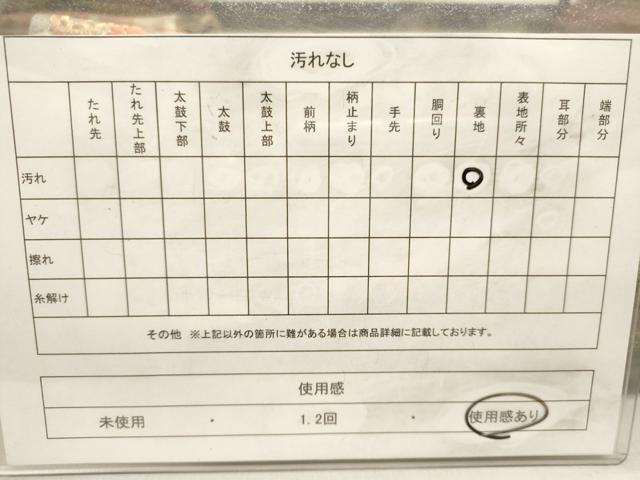 汚れなし
たれ先 たれ先上部 太鼓下部 太鼓 太鼓上部 前柄 柄止まり 手先 胴回り 裏地 表地所々 耳部分 端部分
汚れ ○
ヤケ
擦れ
糸解け
その他 ※上記以外の箇所に難がある場合は商品詳細に記載しております。
使用感
未使用 ・ 1.2回 ・ 使用感あり